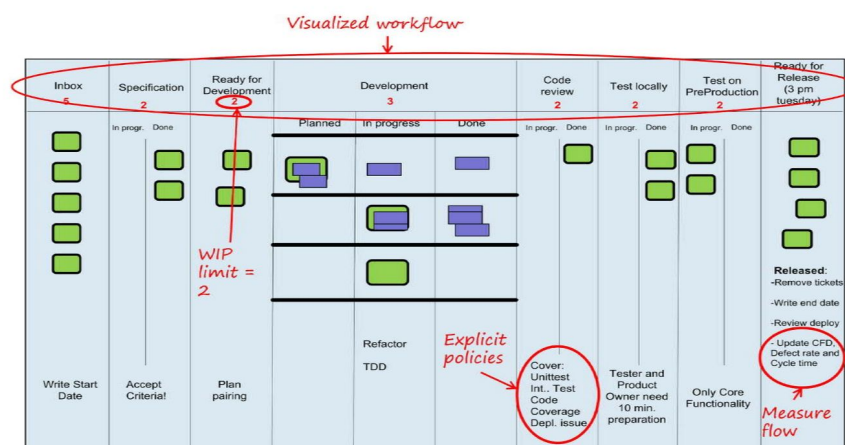 Visualized workflow
Inbox
5
Specification
2
Ready for
Development
2
Development
3
Code
review
2
Test locally
2
Test on
PreProduction
2
Ready for
Release
(3 pm
tuesday)
In progr. Done
Planned
In progress
Done
In progr. Done
In progr. Done
In progr. Done
WIP
limit =
2
Released:
-Remove tickets
-Write end date
-Review deploy
- Update CFD,
Defect rate and
Cycle time
Refactor
TDD
Explicit
policies
Write Start
Date
Accept
Criteria!
Plan
pairing
Cover:
Unittest
Int.. Test
Code
Coverage
Depl. issue
Tester and
Product
Owner need
10 min.
preparation
Only Core
Functionality
Measure
flow